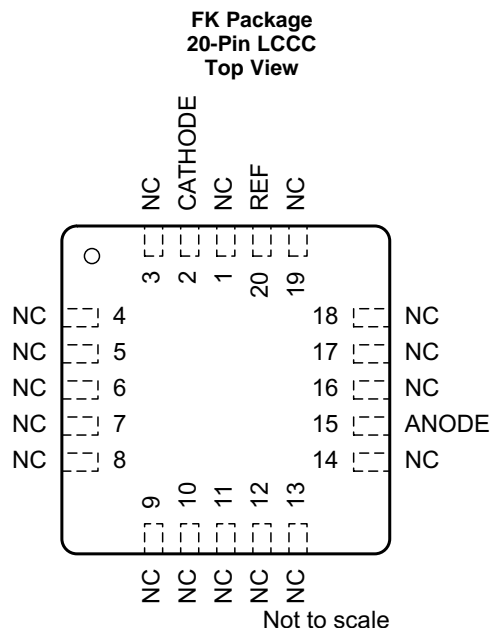 FK Package
20-Pin LCCC
Top View
NC
CATHODE
NC
REF
NC
3
2
1
20
19
NC 4
NC 5
NC 6
NC 7
NC 8
18 NC
17 NC
16 NC
15 ANODE
14 NC
9
10
11
12
13
NC
NC
NC
NC
NC
Not to scale